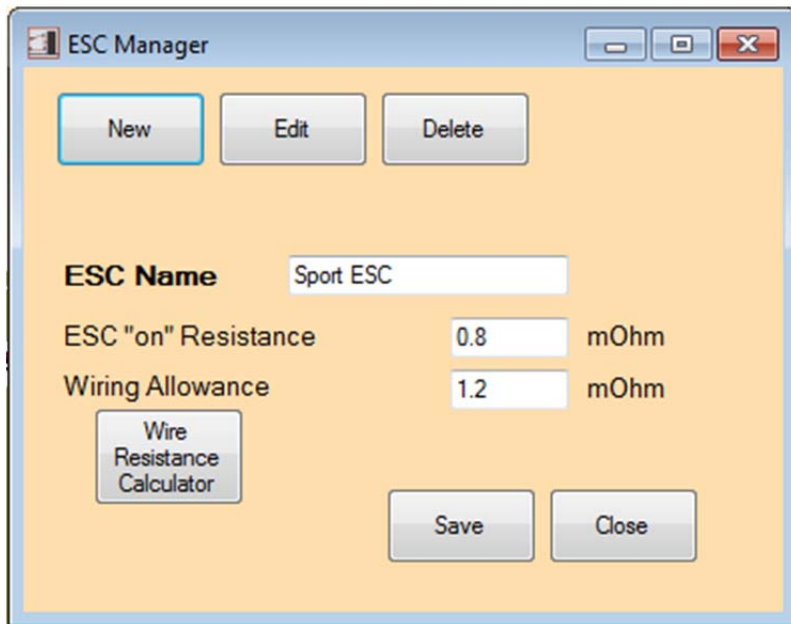 ESC Manager
New Edit Delete
ESC Name Sport ESC
ESC "on" Resistance 0.8 mOhm
Wiring Allowance 1.2 mOhm
Wire
Resistance
Calculator
Save Close